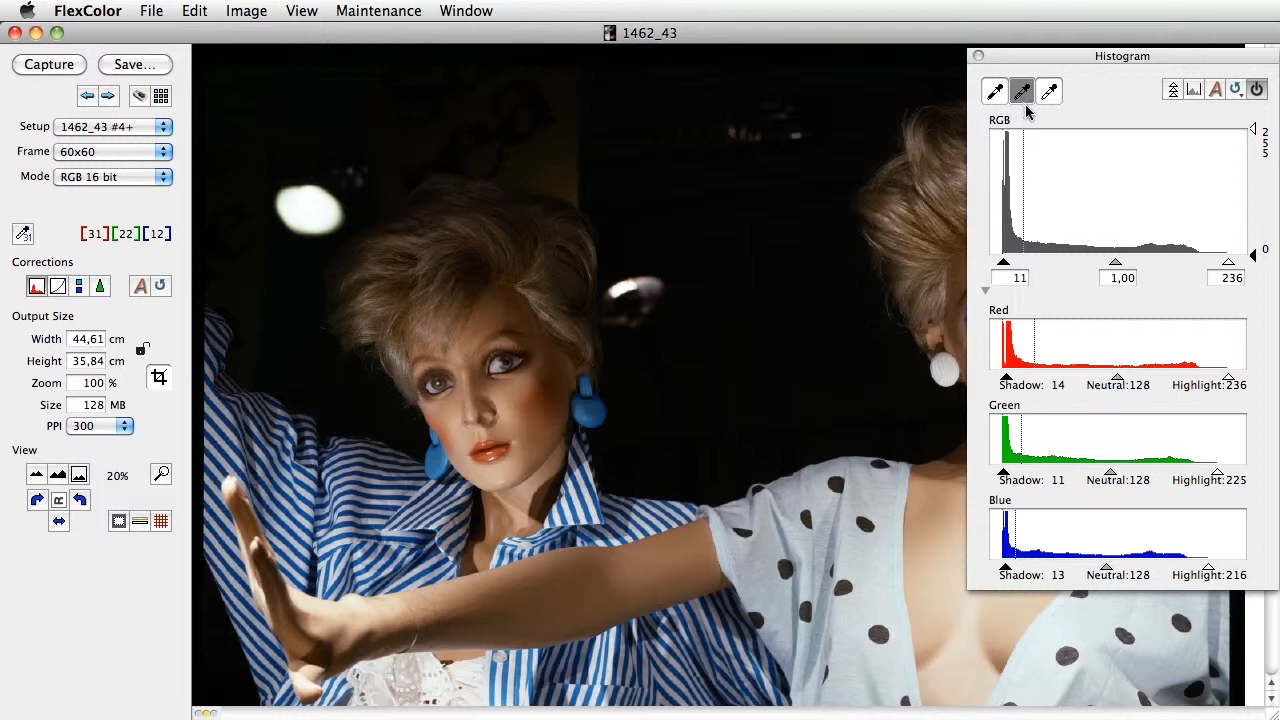 FlexColor File Edit Image View Maintenance Window
1462_43
Capture Save...
Setup 1462_43 #4+
Frame 60x60
Mode RGB 16 bit
[31] [22] [12]
Corrections
Output Size
Width 44,61 cm
Height 35,84 cm
Zoom 100 %
Size 128 MB
PPI 300
View
20%
R
Histogram
A
RGB
255
0
11 1,00 236
Red
Shadow: 14 Neutral:128 Highlight:236
Green
Shadow: 11 Neutral:128 Highlight:225
Blue
Shadow: 13 Neutral:128 Highlight:216